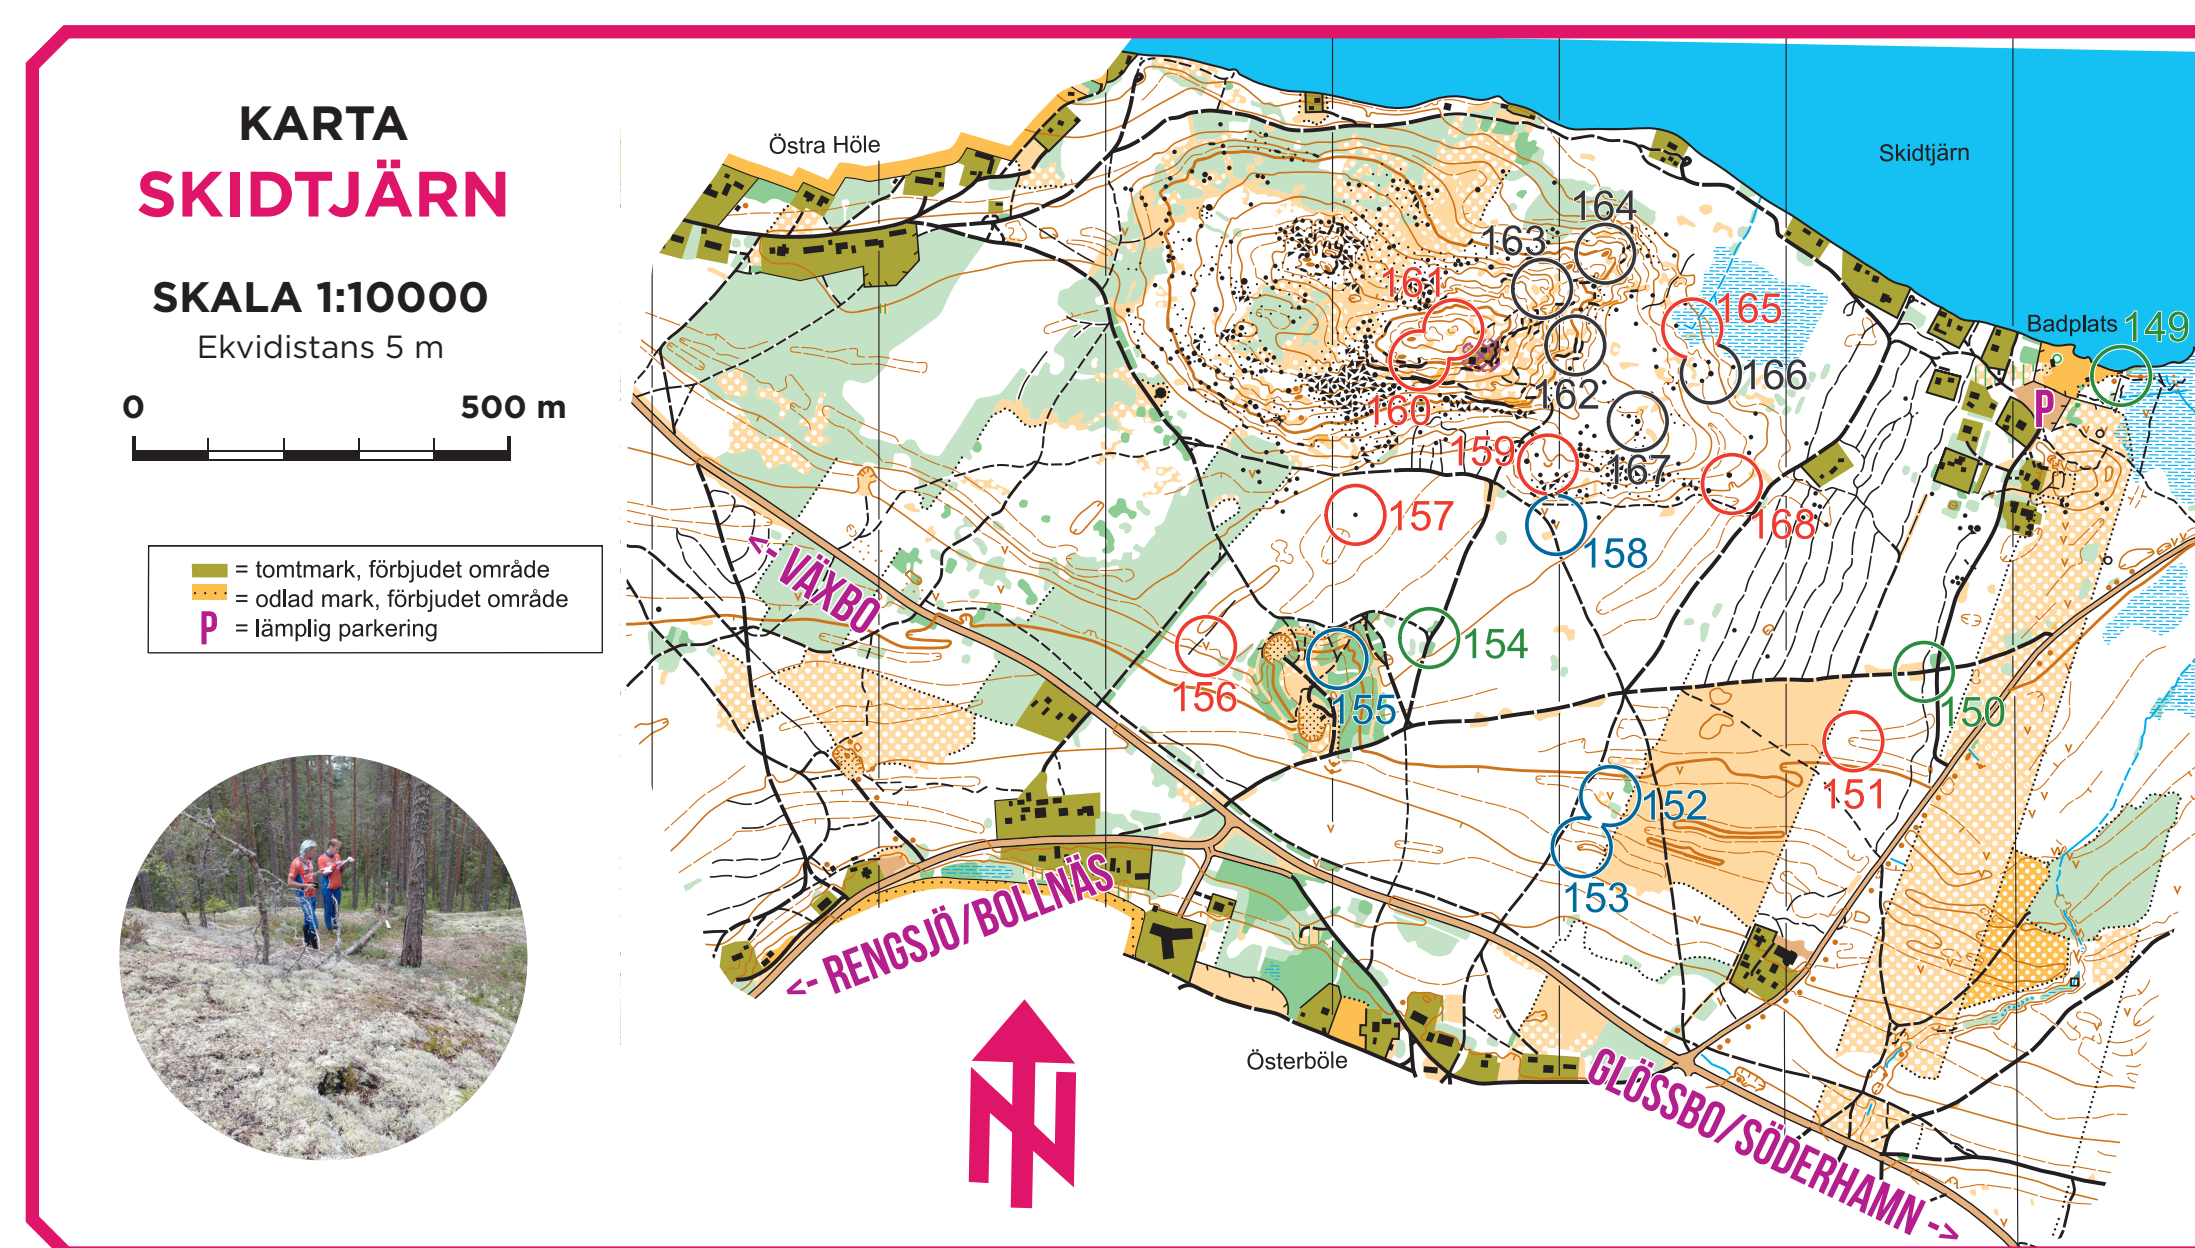 KARTA
SKIDTJÄRN
SKALA 1:10000
Ekvidistans 5 m
0 500 m
= tomtmark, förbjudet område
= odlad mark, förbjudet område
P = lämplig parkering
Östra Höle
Skidtjärn
164
163
161
165
Badplats 149
166
162
160
P
159
167
157
168
158
<- VÄXBO
154
156
155
150
152
151
153
<- RENGSJÖ/BOLLNÄS
Österböle
GLÖSSBO/SÖDERHAMN ->
N